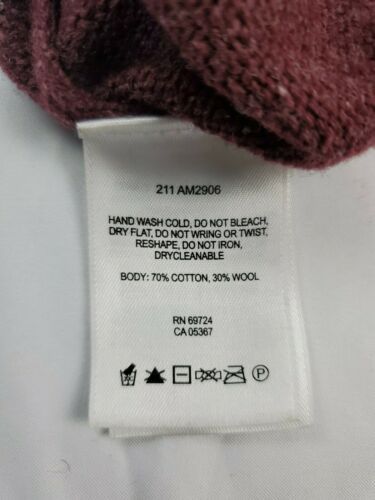 211 AM2906
HAND WASH COLD, DO NOT BLEACH,
DRY FLAT, DO NOT WRING OR TWIST,
RESHAPE, DO NOT IRON,
DRYCLEANABLE
BODY: 70% COTTON, 30% WOOL
RN 69724
CA 05367
P